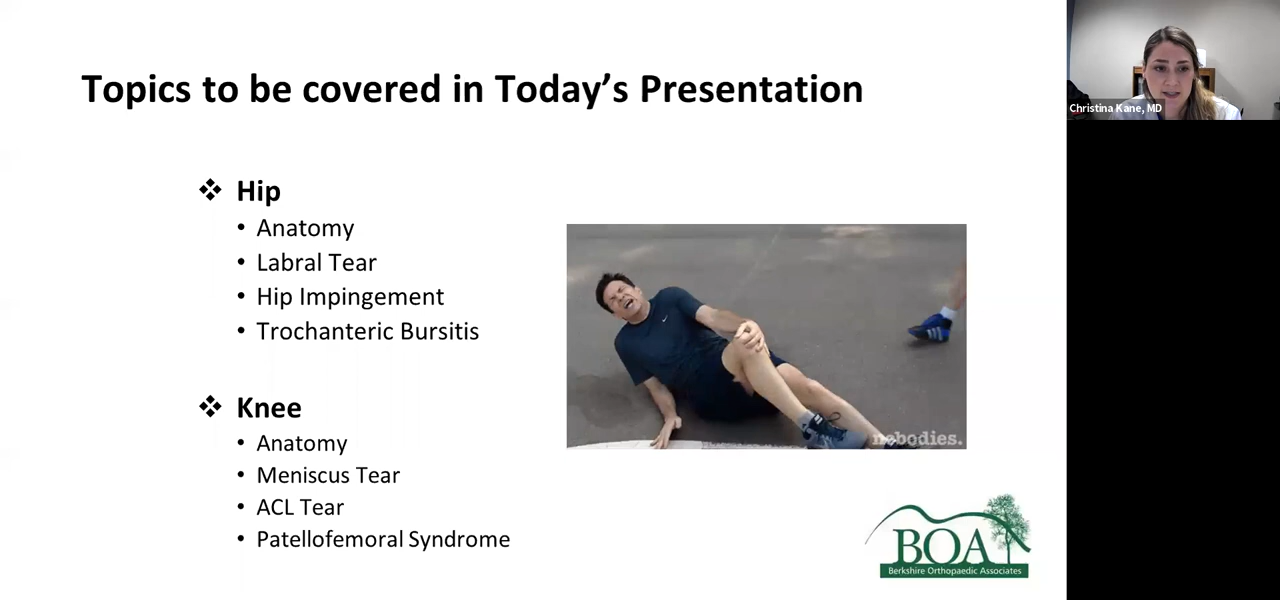 Topics to be covered in Today's Presentation
Christina Kane, MD
❖ Hip
• Anatomy
• Labral Tear
• Hip Impingement
• Trochanteric Bursitis
❖ Knee
• Anatomy
• Meniscus Tear
• ACL Tear
• Patellofemoral Syndrome
nobodies.
BOA
Berkshire Orthopaedic Associates